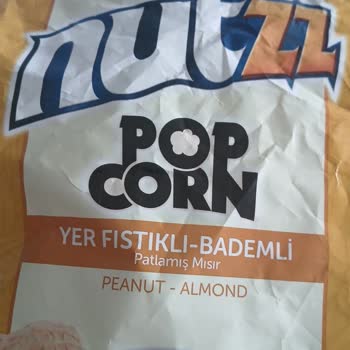 nutzz
POP
CORN
YER FISTIKLI-BADEMLİ
Patlamış Mısır
PEANUT - ALMOND